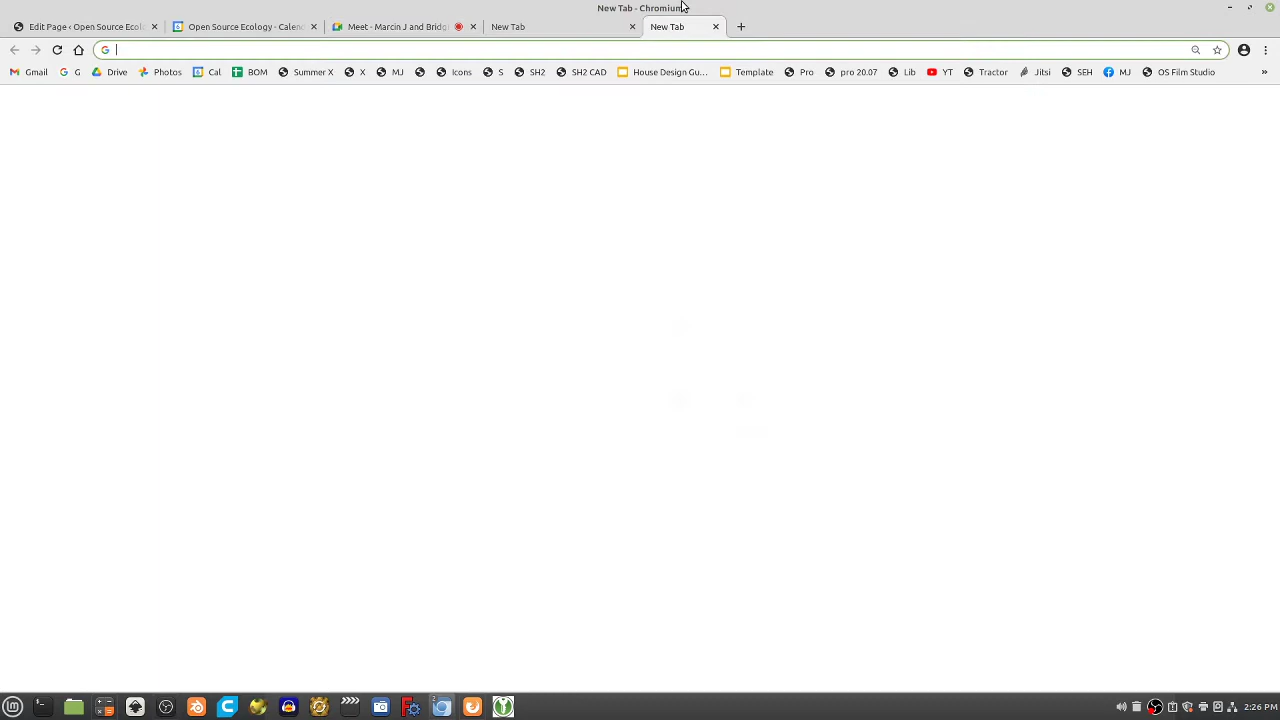 New Tab - Chromium
Edit Page ‹ Open Source Ecol
Open Source Ecology - Calend
Meet - Marcin J and Bridg
New Tab
New Tab
Gmail G Drive Photos Cal BOM Summer X X MJ Icons S SH2 SH2 CAD House Design Gu... Template Pro pro 20.07 Lib YT Tractor Jitsi SEH MJ OS Film Studio »
2:26 PM